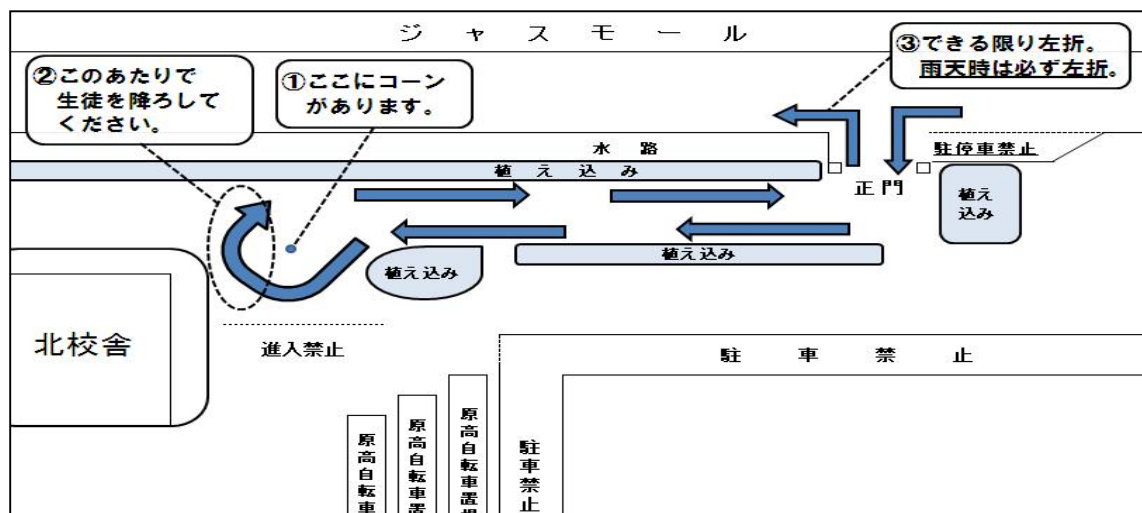 ジャスモール
②このあたりで
生徒を降ろして
ください。
①ここにコーン
があります。
③できる限り左折。
雨天時は必ず左折。
水路
植え込み
駐停車禁止
正門
植え
込み
植え込み
植え込み
北校舎
進入禁止
駐車禁止
原高自転車
原高自転車置
原高自転車置場
駐車禁止